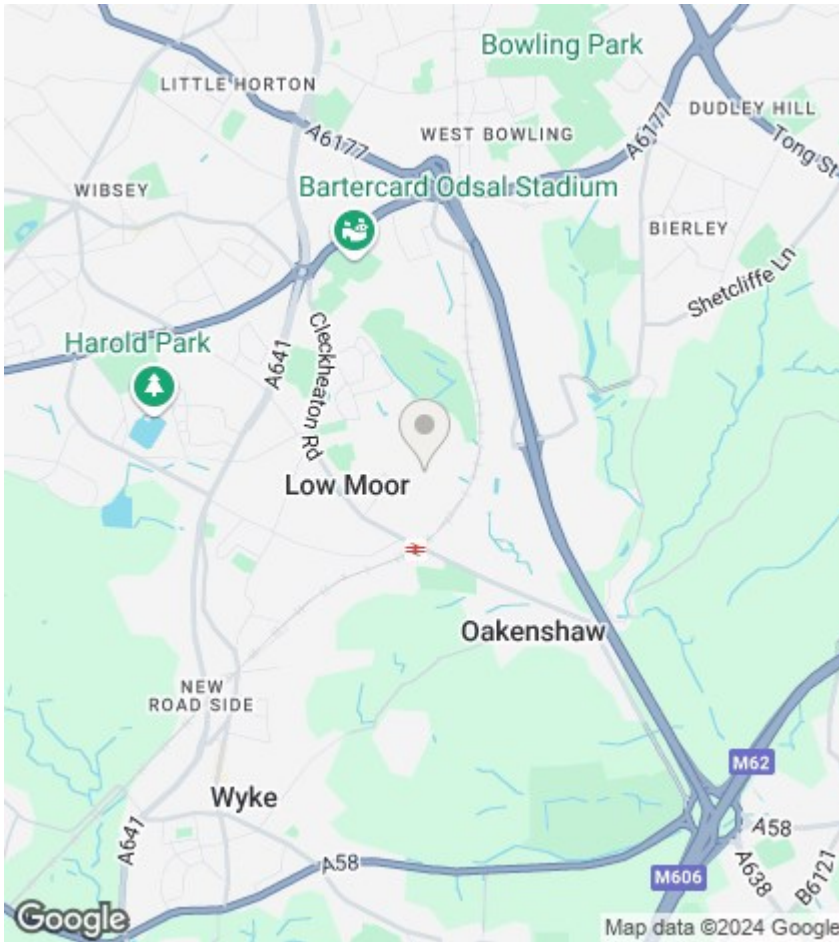 Bowling Park
LITTLE HORTON
DUDLEY HILL
A6177
WEST BOWLING
A6177
Tong St
WIBSEY
Bartercard Odsal Stadium
BIERLEY
Shetcliffe Ln
Harold Park
A641
Cleckheaton Rd
Low Moor
Oakenshaw
NEW
ROAD SIDE
M62
Wyke
A641
A58
A58
M606
A638
B6121
Google
Map data ©2024 Google